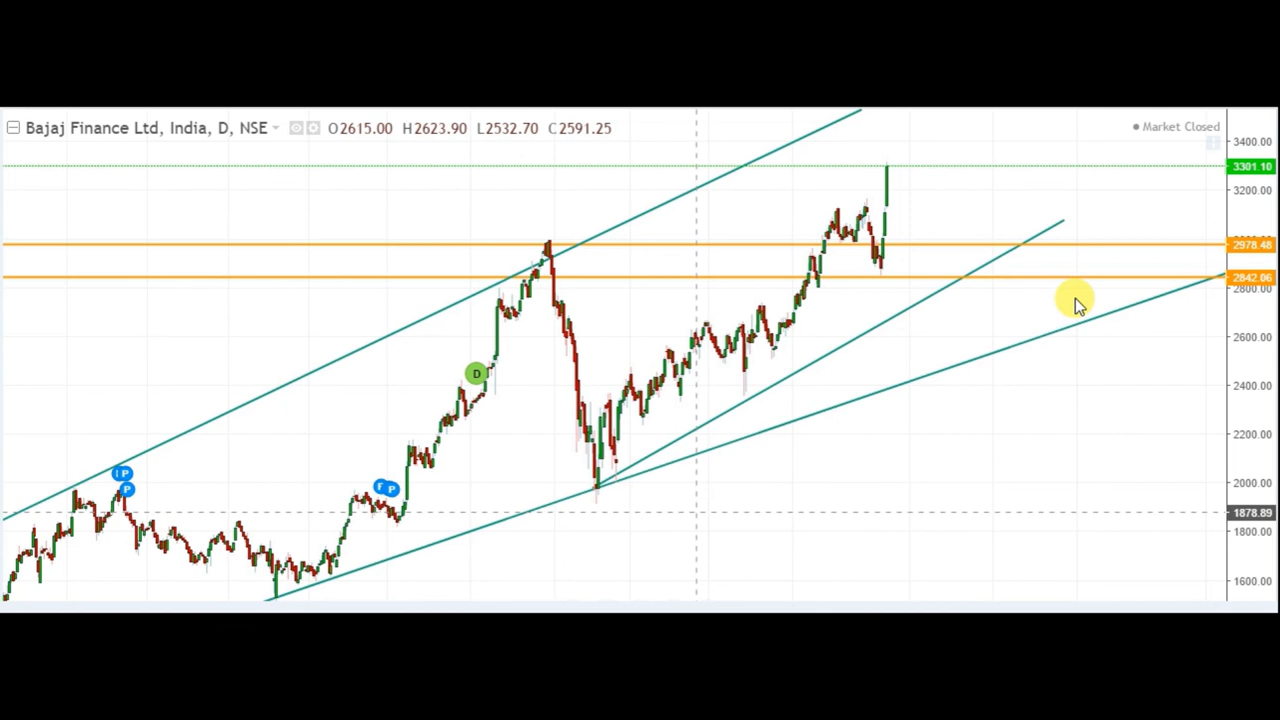 Bajaj Finance Ltd, India, D, NSE O2615.00 H2623.90 L2532.70 C2591.25
Market Closed
3400.00
3301.10
3200.00
2978.48
2842.06
2800.00
2600.00
D
2400.00
2200.00
P
P
P
2000.00
1878.89
1800.00
1600.00